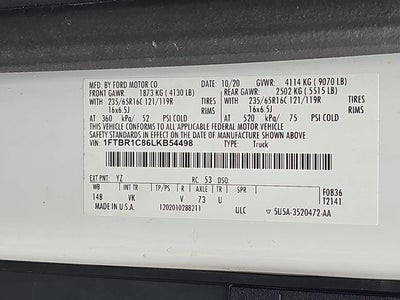 MFD. BY FORD MOTOR CO. 10/20 GVWR: 4114 KG (9070 LB)
FRONT GAWR: 1873 KG (4130 LB) REAR GAWR: 2502 KG (5515 LB)
WITH 235/65R16C 121/119R TIRES WITH 235/65R16C 121/119R TIRES
16x6.5J RIMS 16x6.5J RIMS
AT 360 kPa/ 52 PSI COLD AT 520 kPa/ 75 PSI COLD
THIS VEHICLE CONFORMS TO ALL APPLICABLE FEDERAL MOTOR VEHICLE
SAFETY STANDARDS IN EFFECT ON THE DATE OF MANUFACTURE SHOWN ABOVE.
VIN: 1FTBR1C86LKB54498 TYPE: Truck
EXT PNT: YZ RC: 53 DSO:
WB INT TR TP/PS R AXLE TR SPR F0836
148 VK V 73 U T2141
1202010288211 ULC 5U5A-3520472-AA